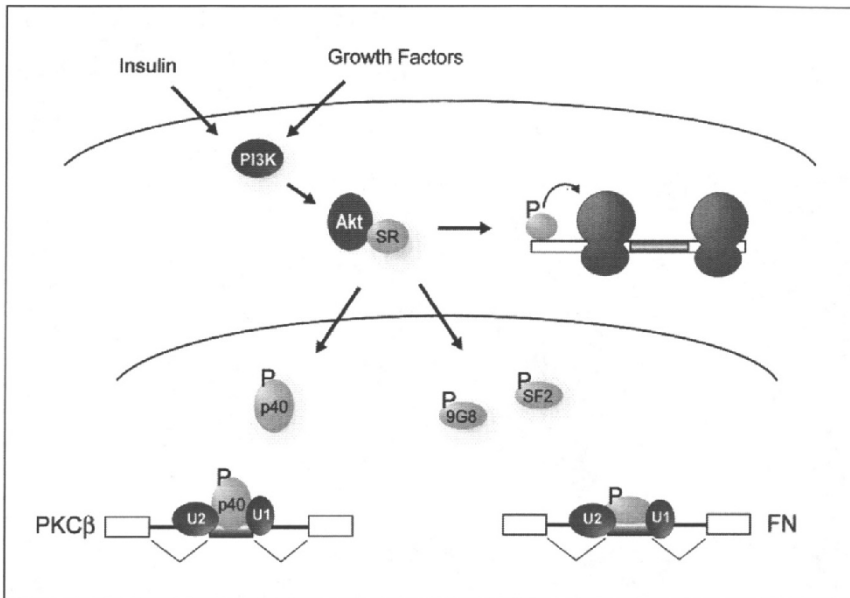 Insulin
Growth Factors
PI3K
Akt
SR
P
P
p40
P
9G8
P
SF2
PKCβ
U2
P
p40
U1
U2
P
U1
FN